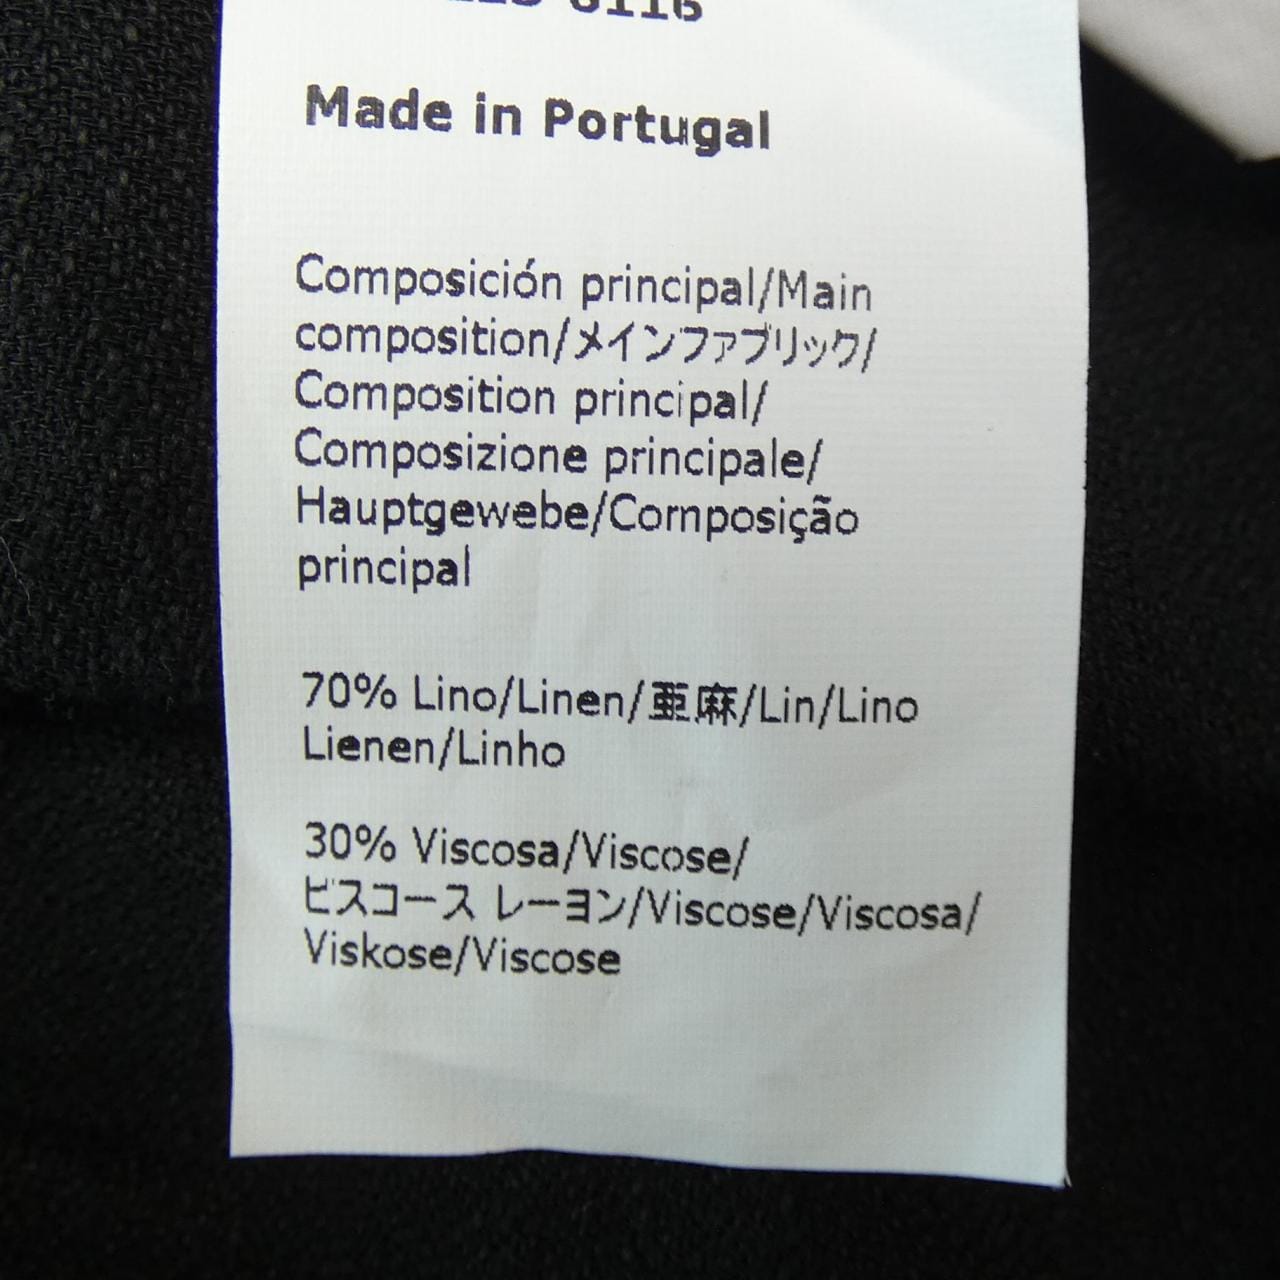 Made in Portugal
Composición principal/Main
composition/メインファブリック/
Composition principal/
Composizione principale/
Hauptgewebe/Composição
principal
70% Lino/Linen/亜麻/Lin/Lino
Lienen/Linho
30% Viscosa/Viscose/
ビスコース レーヨン/Viscose/Viscosa/
Viskose/Viscose